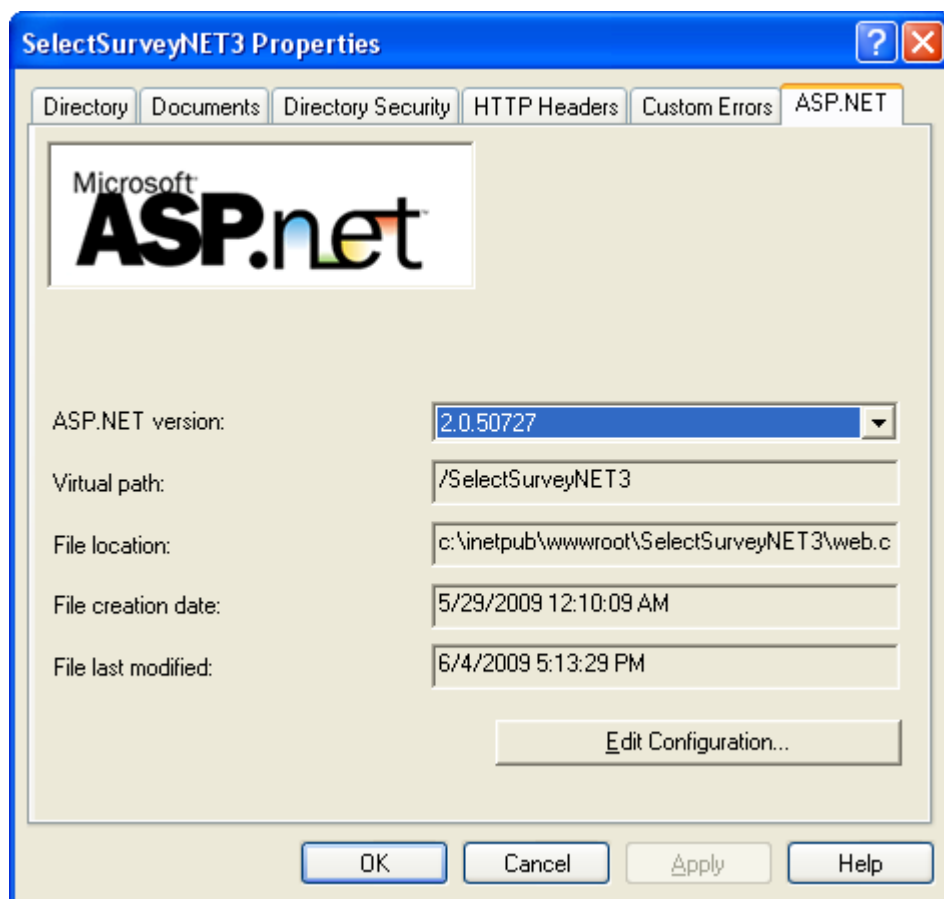 SelectSurveyNET3 Properties
Directory Documents Directory Security HTTP Headers Custom Errors ASP.NET
Microsoft
ASP.net
ASP.NET version: 2.0.50727
Virtual path: /SelectSurveyNET3
File location: c:\inetpub\wwwroot\SelectSurveyNET3\web.c
File creation date: 5/29/2009 12:10:09 AM
File last modified: 6/4/2009 5:13:29 PM
Edit Configuration...
OK Cancel Apply Help